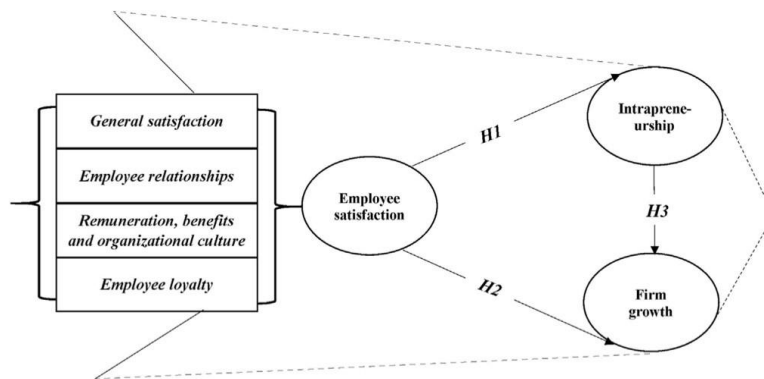 General satisfaction
Employee relationships
Remuneration, benefits
and organizational culture
Employee loyalty
Employee
satisfaction
H1
H2
Intraprene-
urship
H3
Firm
growth